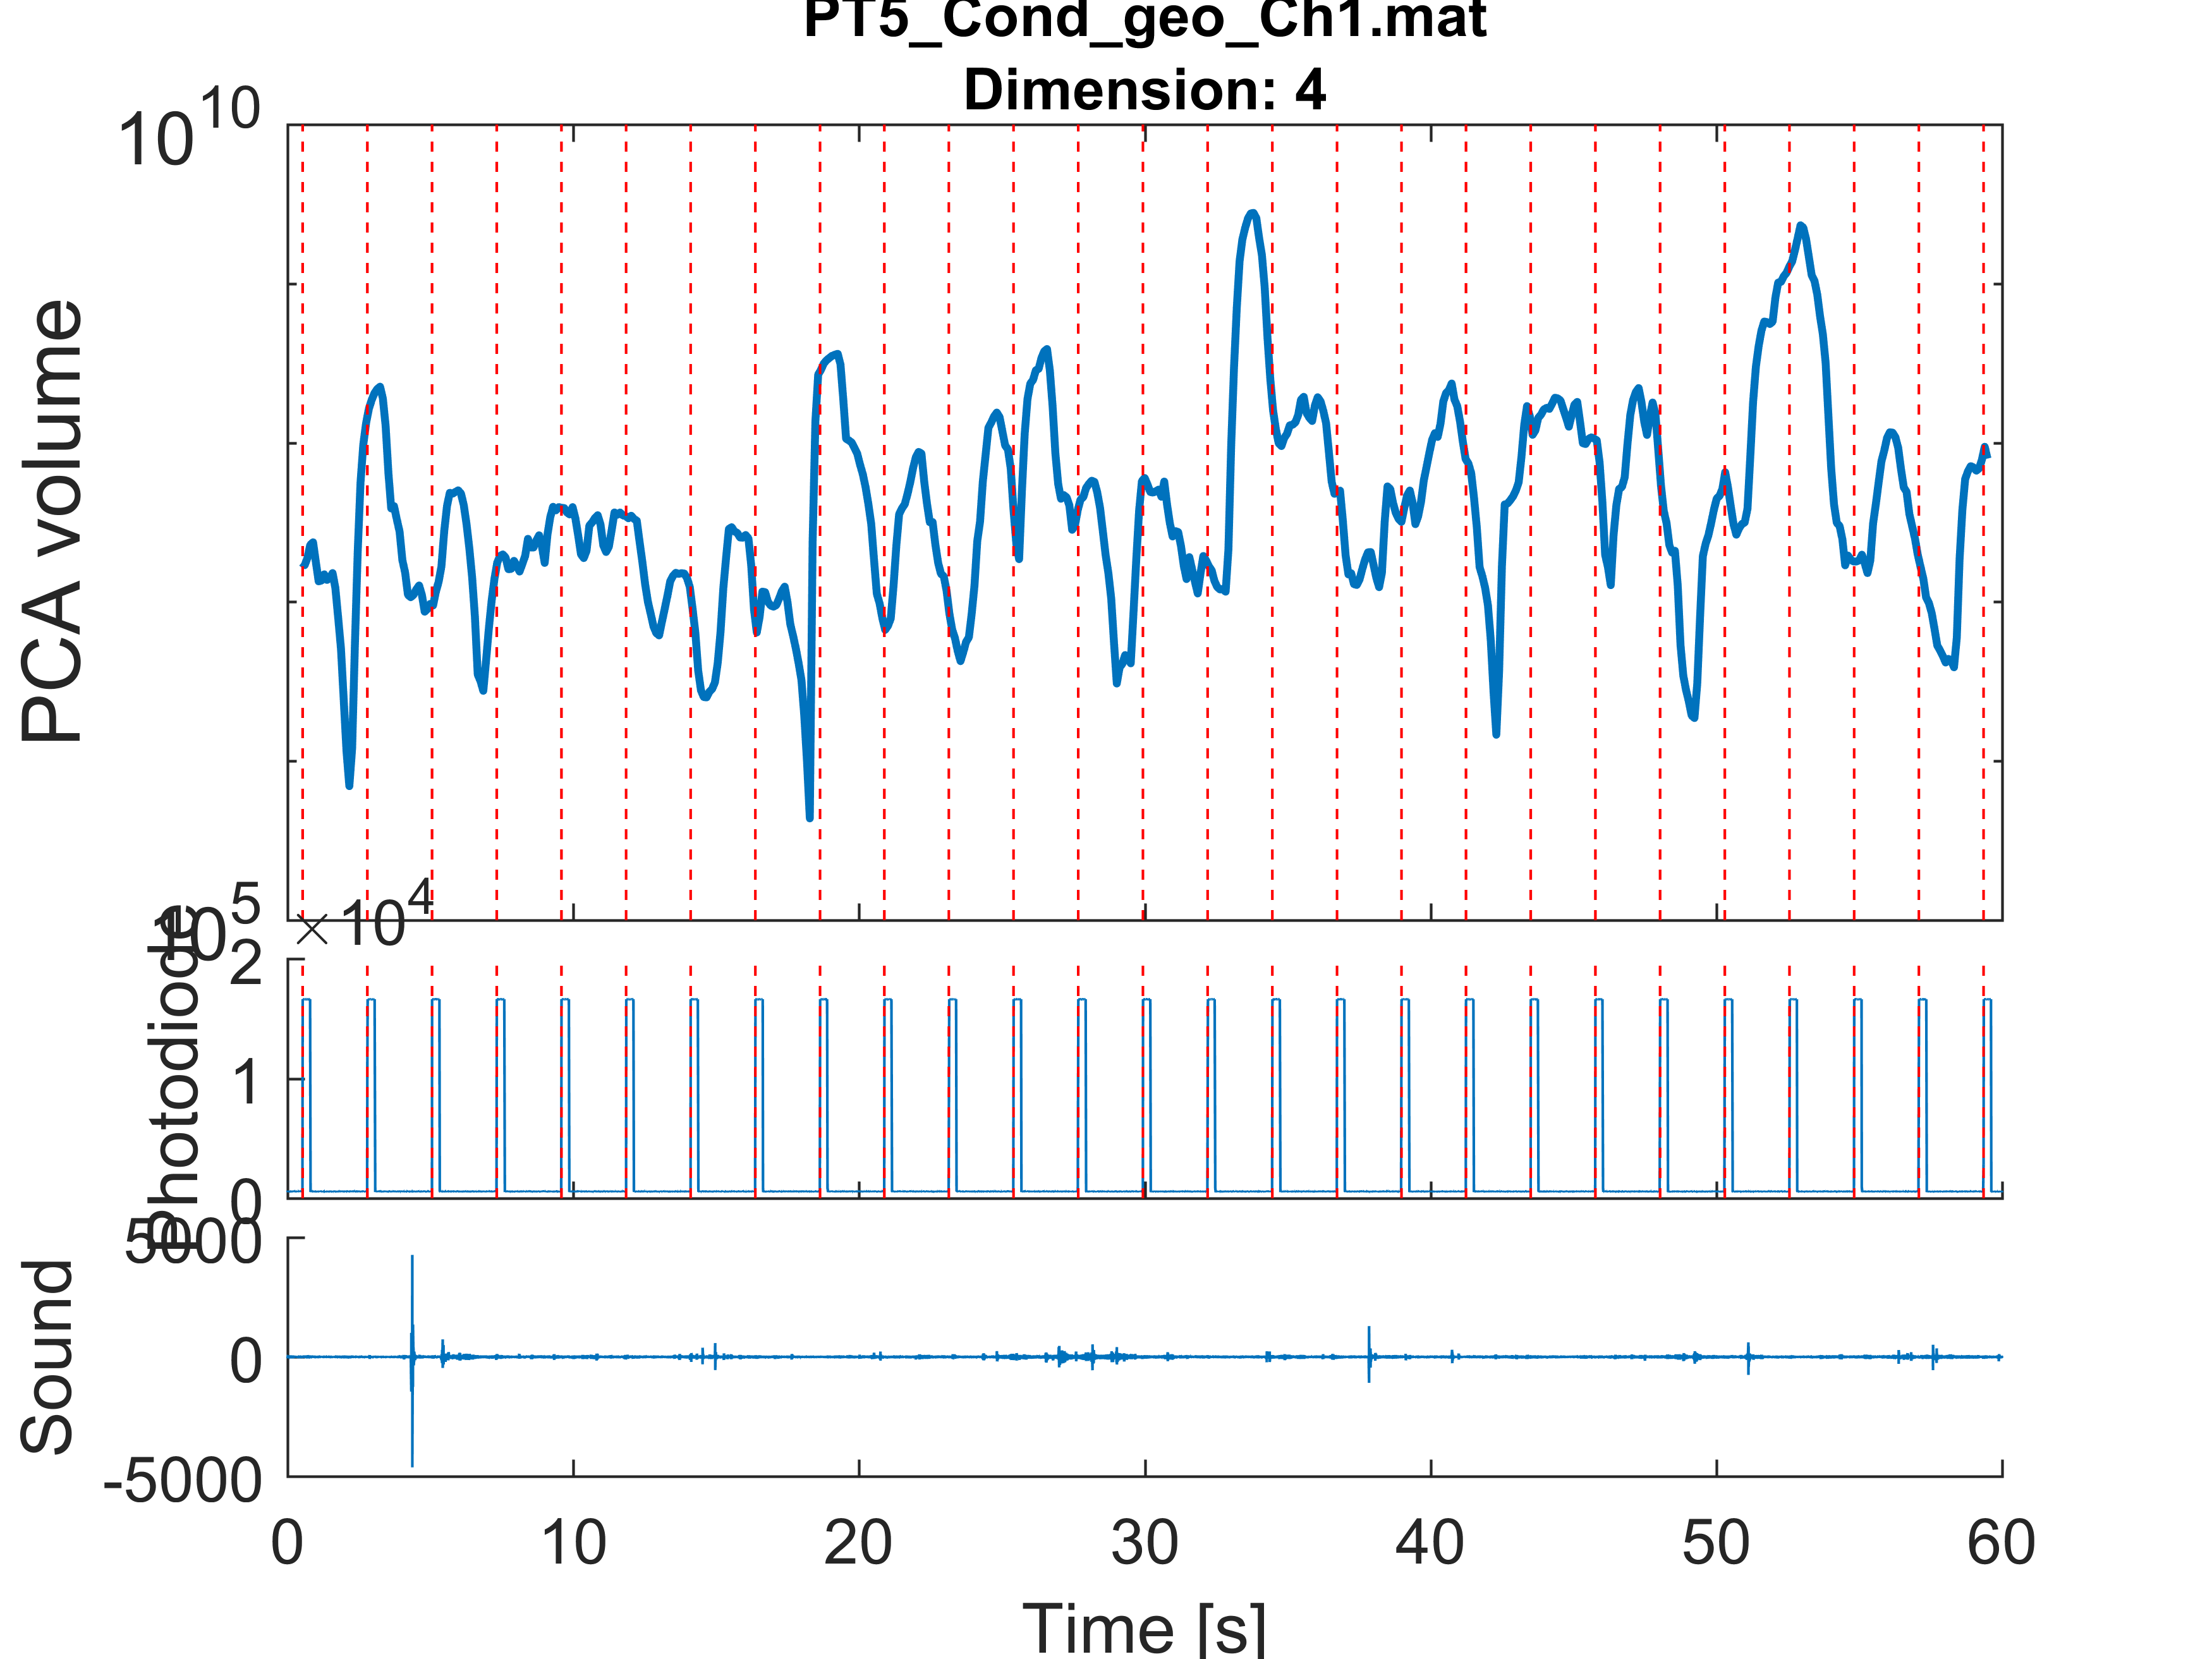 PT5_Cond_geo_Ch1.mat
Dimension: 4
10^10
PCA volume
10^5
×10^4
2
1
0
Photodiode
5000
0
-5000
Sound
0 10 20 30 40 50 60
Time [s]